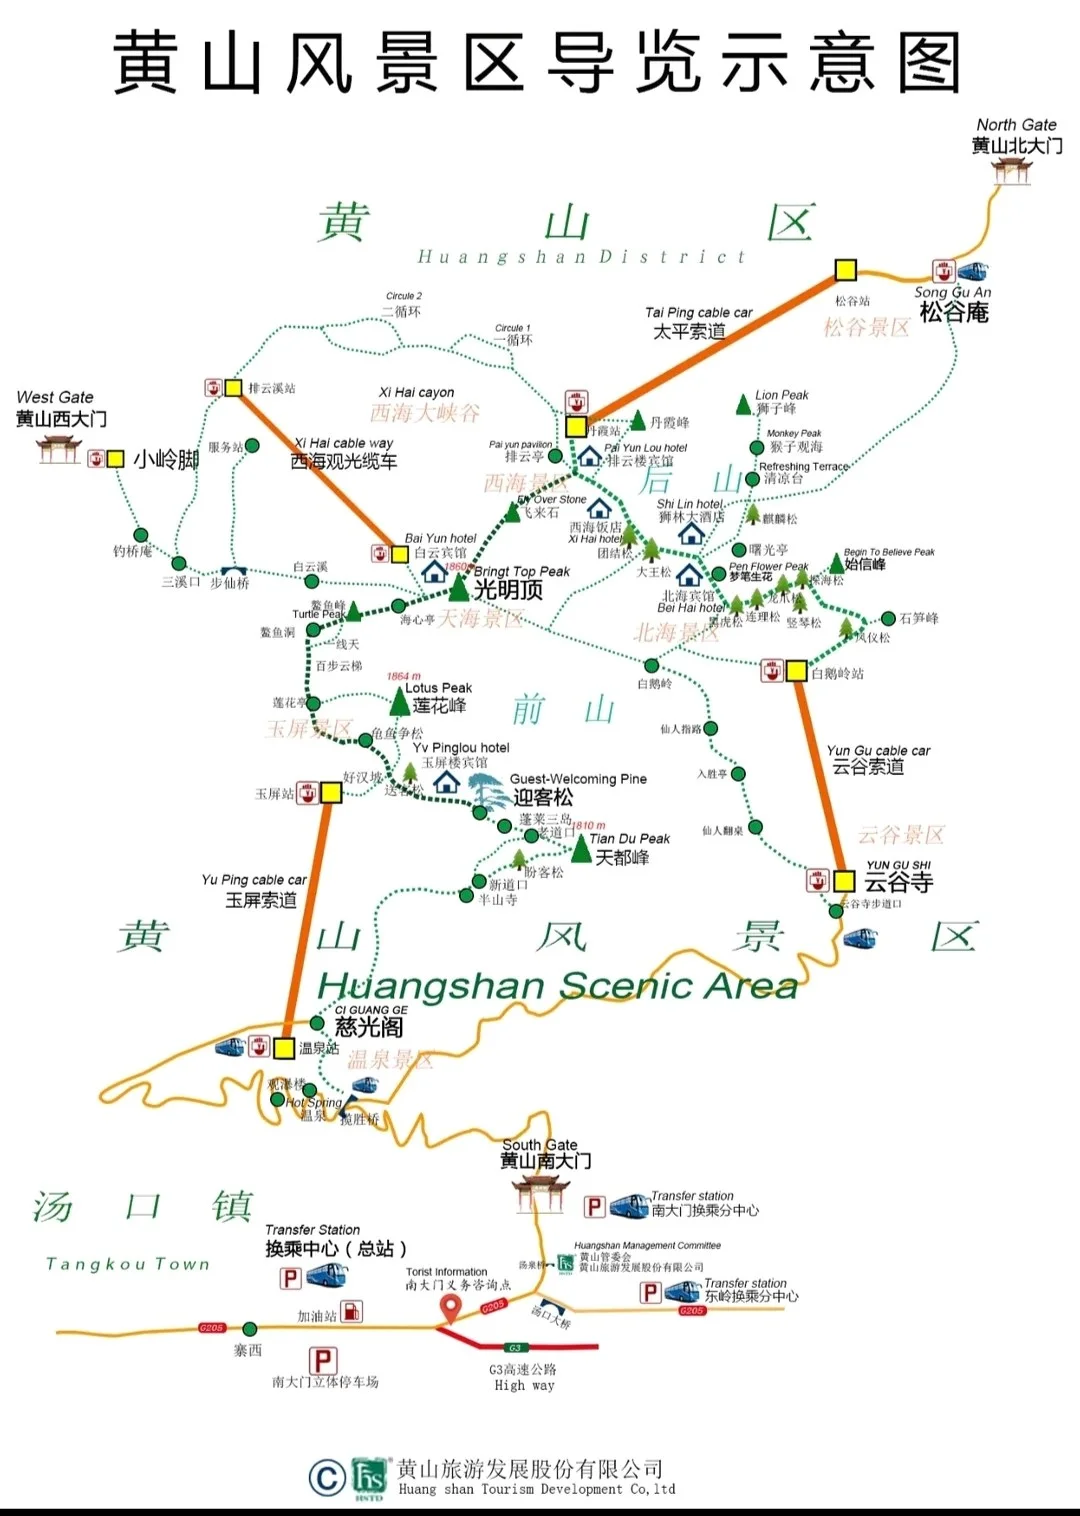 黄山风景区导览示意图
North Gate
黄山北大门
黄 山 区
Huangshan District
松谷站
Song Gu An
松谷庵
松谷景区
Tai Ping cable car
太平索道
Circule 2
二循环
Circule 1
一循环
排云溪站
Xi Hai cayon
西海大峡谷
West Gate
黄山西大门
小岭脚
服务站
Xi Hai cable way
西海观光缆车
丹霞站
丹霞峰
Lion Peak
狮子峰
Monkey Peak
猴子观海
Pai yun pavilion
排云亭
Pai Yun Lou hotel
排云楼宾馆
Refreshing Terrace
清凉台
西海景区
后 山
Fly Over Stone
飞来石
西海饭店
Xi Hai hotel
团结松
Shi Lin hotel
狮林大酒店
麒麟松
钓桥庵
三溪口
步仙桥
Bai Yun hotel
白云宾馆
白云溪
1860
Bringt Top Peak
光明顶
大王松
曙光亭
Begin To Believe Peak
始信峰
Pen Flower Peak
梦笔生花
探海松
北海宾馆
Bei Hai hotel
黑虎松
连理松
龙爪松
竖琴松
石笋峰
凤仪松
鳌鱼峰
Turtle Peak
海心亭
天海景区
北海景区
鳌鱼洞
一线天
百步云梯
白鹅岭
白鹅岭站
1864 m
Lotus Peak
莲花峰
莲花亭
玉屏景区
龟鱼争松
前 山
仙人指路
Yv Pinglou hotel
玉屏楼宾馆
Yun Gu cable car
云谷索道
入胜亭
好汉坡
送客松
玉屏站
Guest-Welcoming Pine
迎客松
蓬莱三岛
1810 m
老道口
Tian Du Peak
天都峰
仙人翻桌
云谷景区
盼客松
新道口
半山寺
YUN GU SHI
云谷寺
云谷寺步道口
Yu Ping cable car
玉屏索道
黄 山 风 景 区
Huangshan Scenic Area
CI GUANG GE
慈光阁
温泉站
温泉景区
观瀑楼
Hot Spring
温泉
揽胜桥
South Gate
黄山南大门
汤 口 镇
Tangkou Town
P
Transfer station
南大门换乘分中心
Transfer Station
换乘中心（总站）
P
Huangshan Management Committee
黄山管委会
黄山旅游发展股份有限公司
汤泉桥
Torist Information
南大门义务咨询点
P
Transfer station
东岭换乘分中心
加油站
G205
汤口大桥
G205
G205
寨西
G3
P
南大门立体停车场
G3高速公路
High way
©
HSTD
®
黄山旅游发展股份有限公司
Huang shan Tourism Development Co,ltd